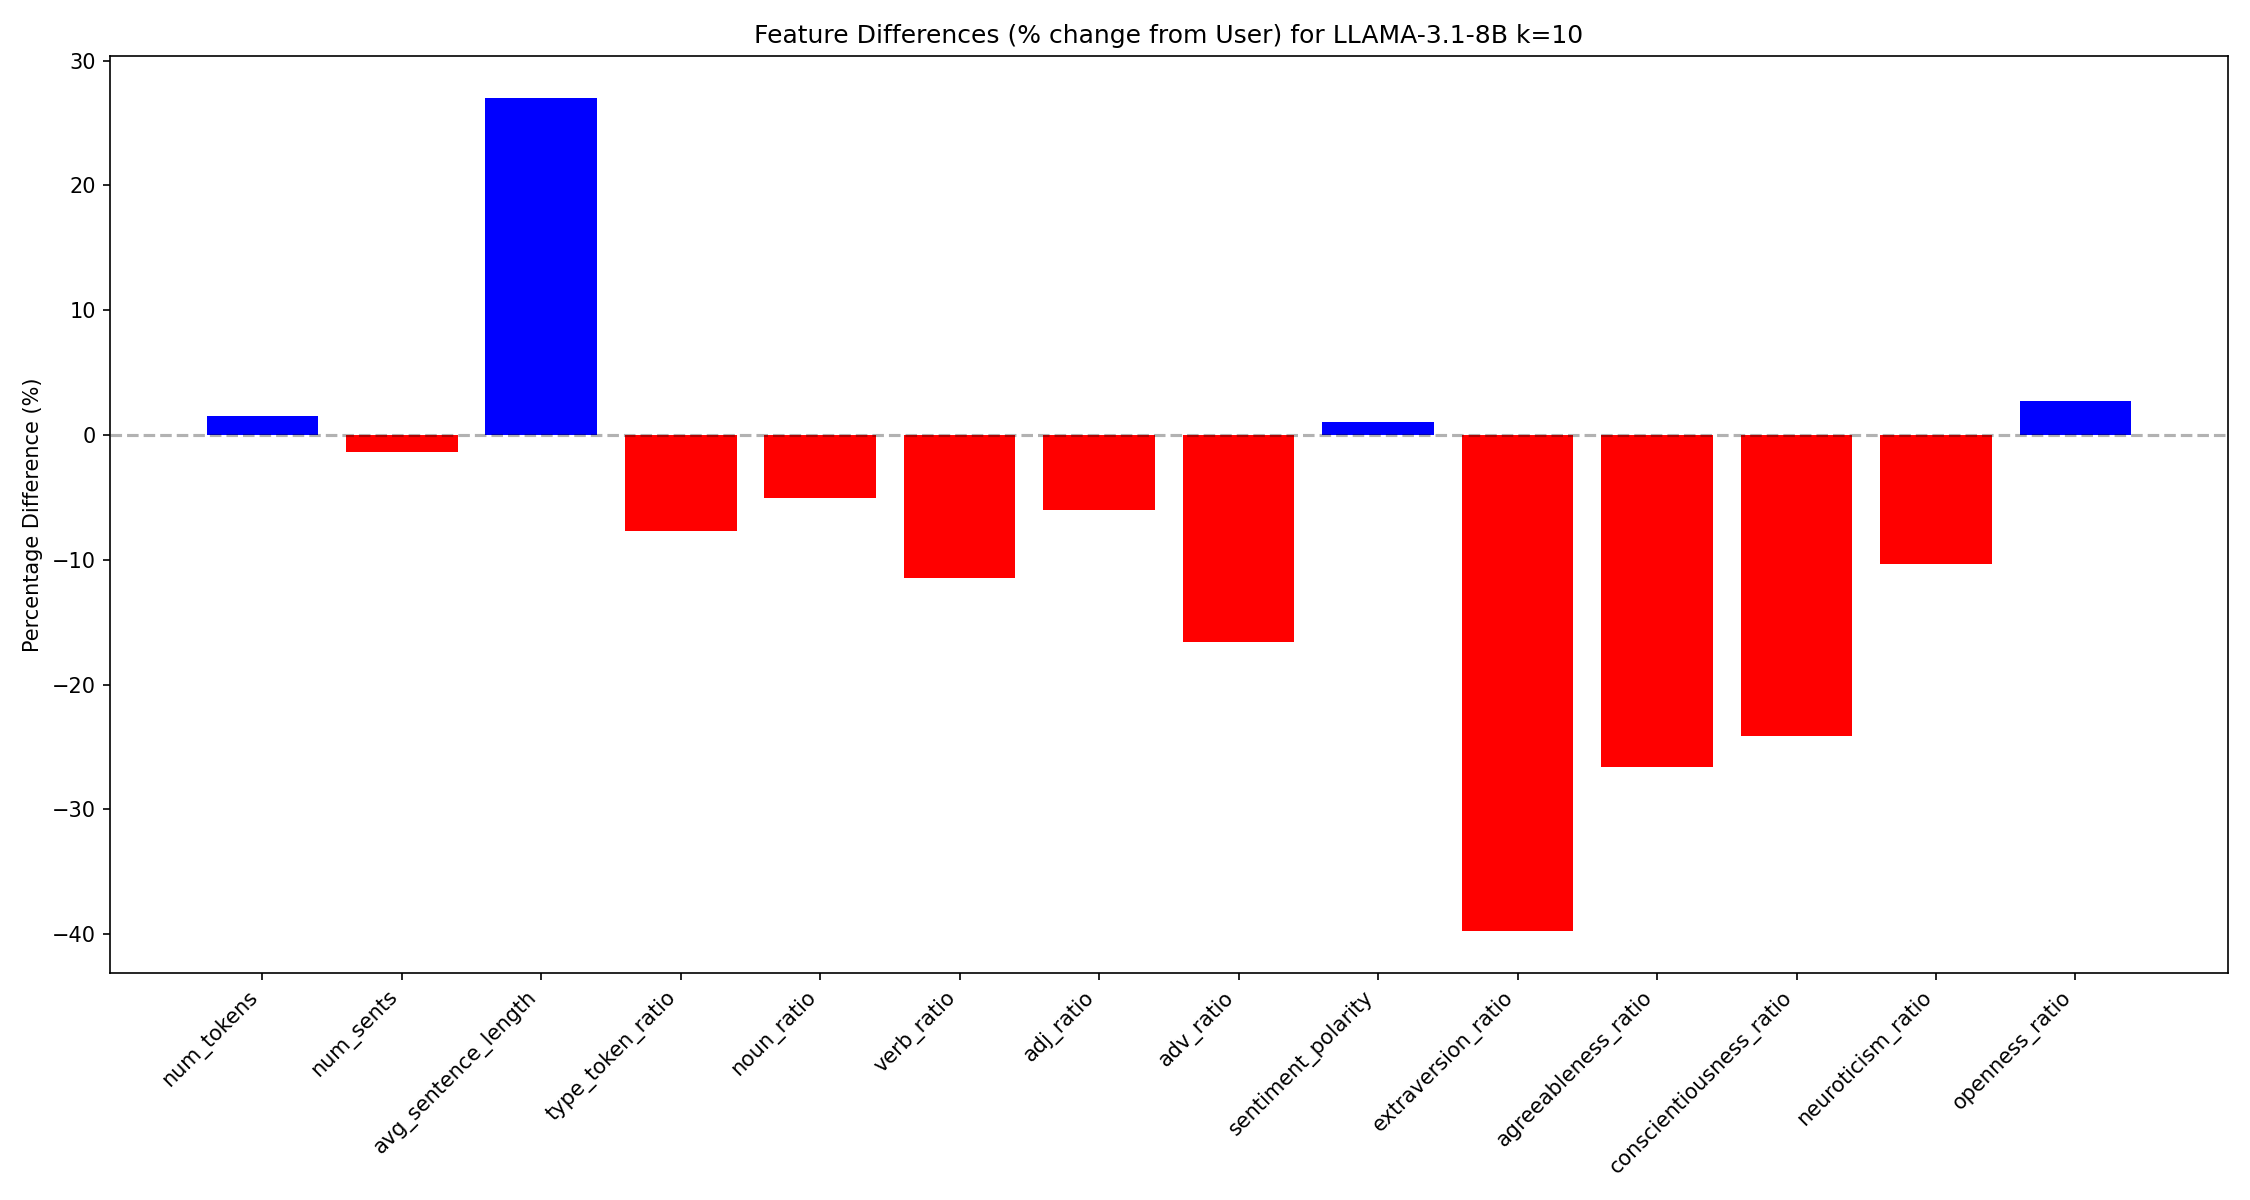 Feature Differences (% change from User) for LLAMA-3.1-8B k=10
Percentage Difference (%)
30
20
10
0
−10
−20
−30
−40
num_tokens
num_sents
avg_sentence_length
type_token_ratio
noun_ratio
verb_ratio
adj_ratio
adv_ratio
sentiment_polarity
extraversion_ratio
agreeableness_ratio
conscientiousness_ratio
neuroticism_ratio
openness_ratio